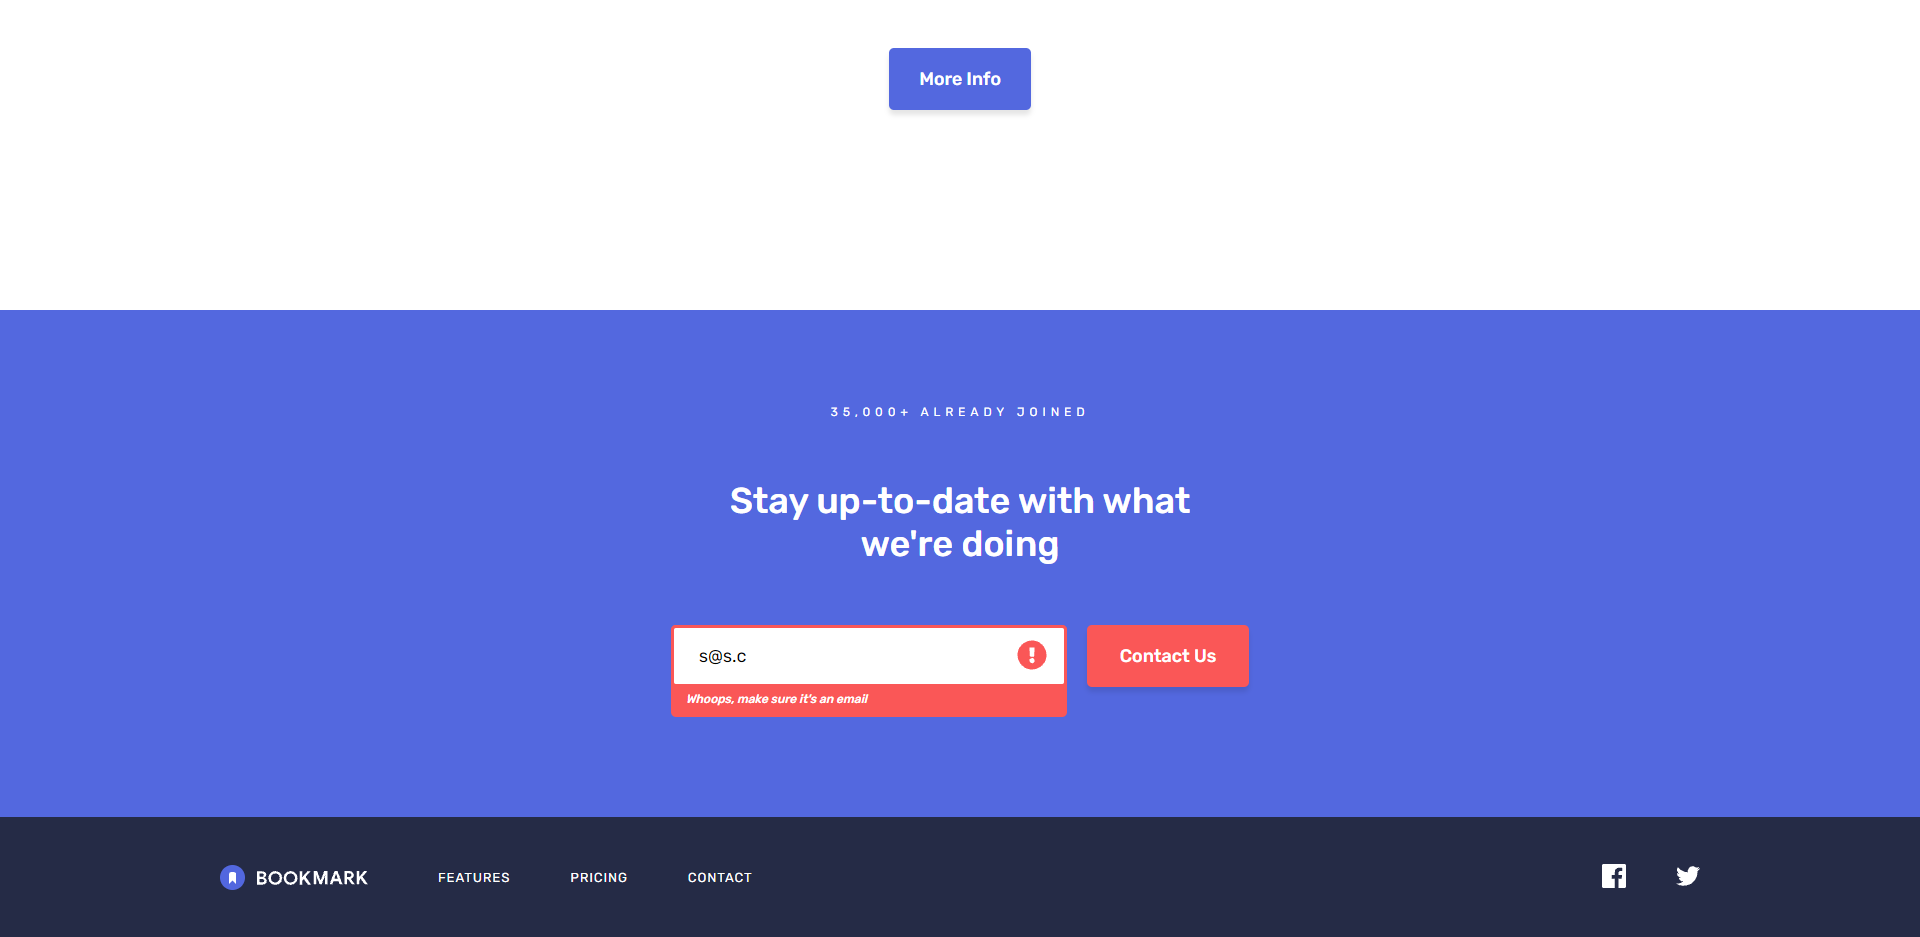 More Info
35,000+ ALREADY JOINED
Stay up-to-date with what
we're doing
s@s.c
Contact Us
Whoops, make sure it's an email
BOOKMARK FEATURES PRICING CONTACT